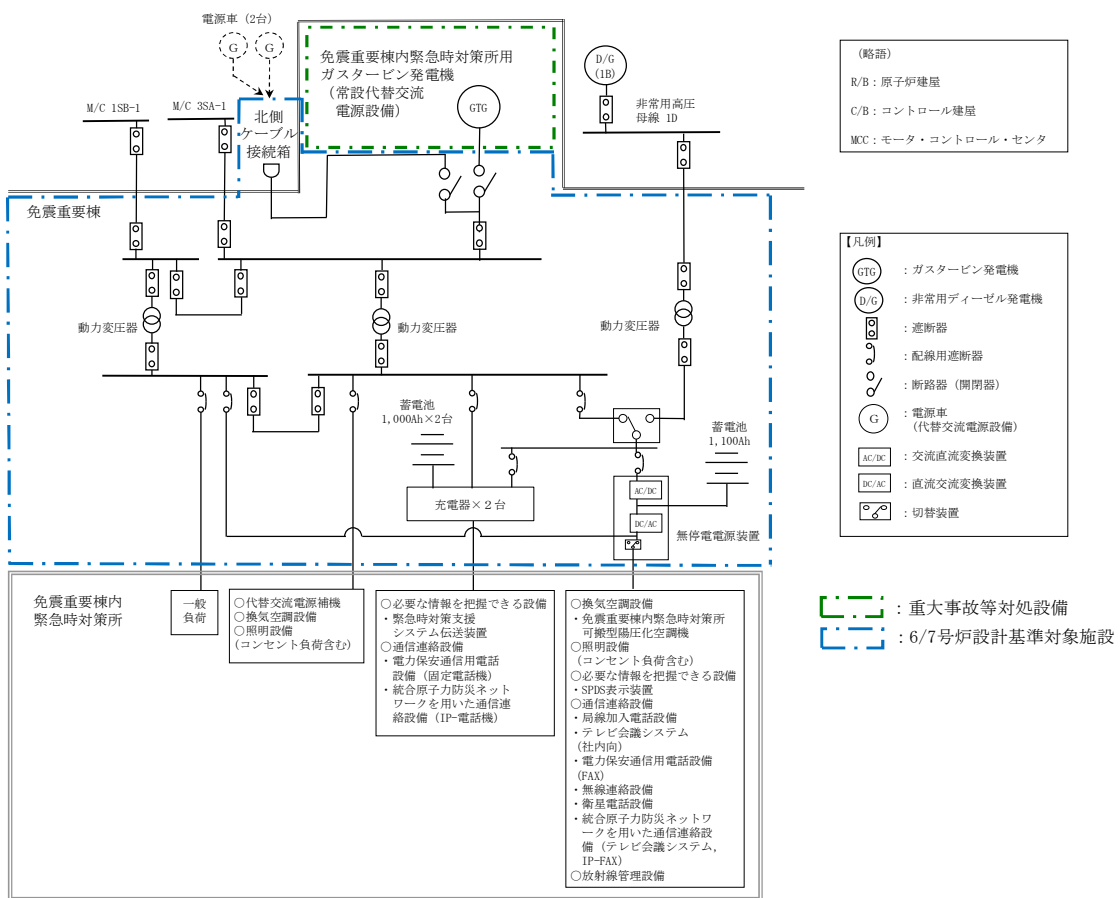 電源車（2台）
G
G
免震重要棟内緊急時対策所用
ガスタービン発電機
（常設代替交流
電源設備）
GTG
D/G
(1B)
非常用高圧
母線 1D
M/C 1SB-1
M/C 3SA-1
北側
ケーブル
接続箱
免震重要棟
動力変圧器
動力変圧器
動力変圧器
蓄電池
1,000Ah×2台
蓄電池
1,100Ah
充電器×２台
AC/DC
DC/AC
無停電電源装置
免震重要棟内
緊急時対策所
一般
負荷
○代替交流電源補機
○換気空調設備
○照明設備
(コンセント負荷含む)
○必要な情報を把握できる設備
・緊急時対策支援
システム伝送装置
○通信連絡設備
・電力保安通信用電話
設備（固定電話機）
・統合原子力防災ネット
ワークを用いた通信連
絡設備（IP-電話機）
○換気空調設備
・免震重要棟内緊急時対策所
可搬型陽圧化空調機
○照明設備
(コンセント負荷含む)
○必要な情報を把握できる設備
・SPDS表示装置
○通信連絡設備
・局線加入電話設備
・テレビ会議システム
(社内向)
・電力保安通信用電話設備
(FAX)
・無線連絡設備
・衛星電話設備
・統合原子力防災ネットワ
ークを用いた通信連絡設
備（テレビ会議システム,
IP-FAX）
○放射線管理設備
(略語)
R/B：原子炉建屋
C/B：コントロール建屋
MCC：モータ・コントロール・センタ
【凡例】
GTG ：ガスタービン発電機
D/G ：非常用ディーゼル発電機
：遮断器
：配線用遮断器
：断路器（開閉器）
G ：電源車
（代替交流電源設備）
AC/DC ：交流直流変換装置
DC/AC ：直流交流変換装置
：切替装置
：重大事故等対処設備
：6/7号炉設計基準対象施設